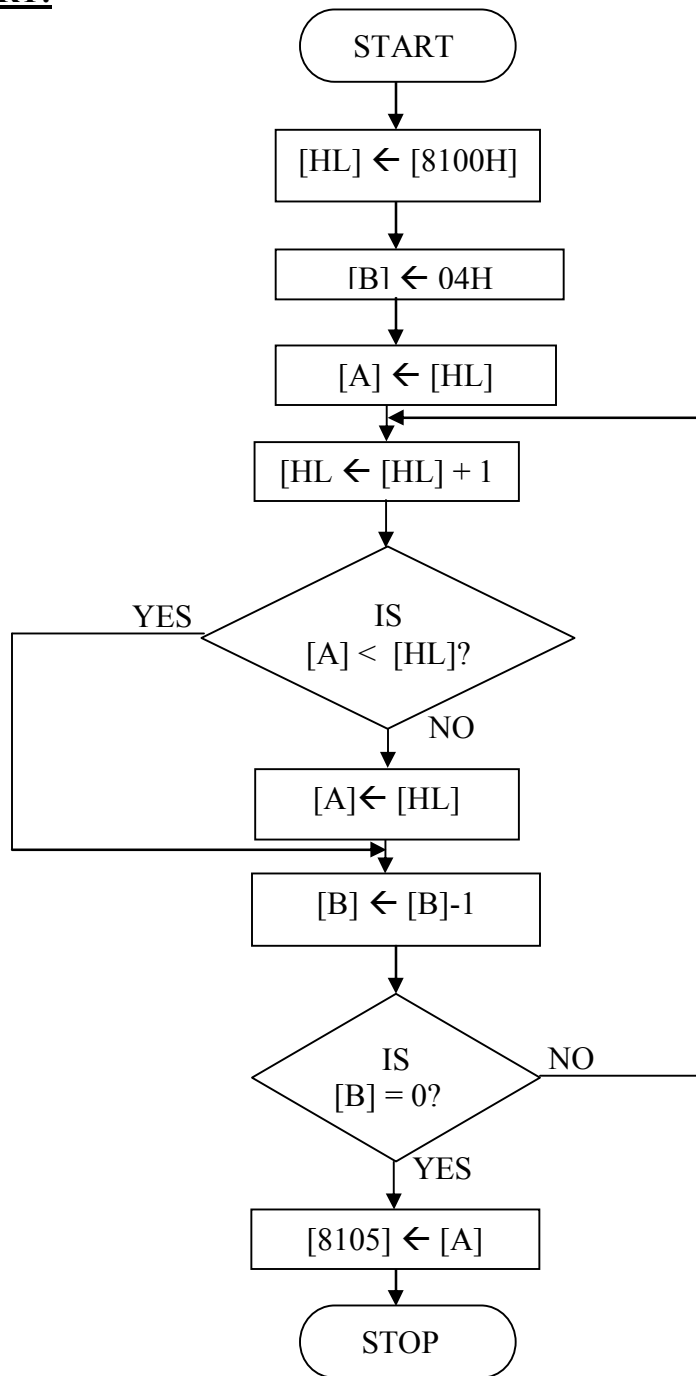 START
[HL] ← [8100H]
[B] ← 04H
[A] ← [HL]
[HL ← [HL] + 1
YES
IS
[A] < [HL]?
NO
[A]← [HL]
[B] ← [B]-1
IS
NO
[B] = 0?
YES
[8105] ← [A]
STOP